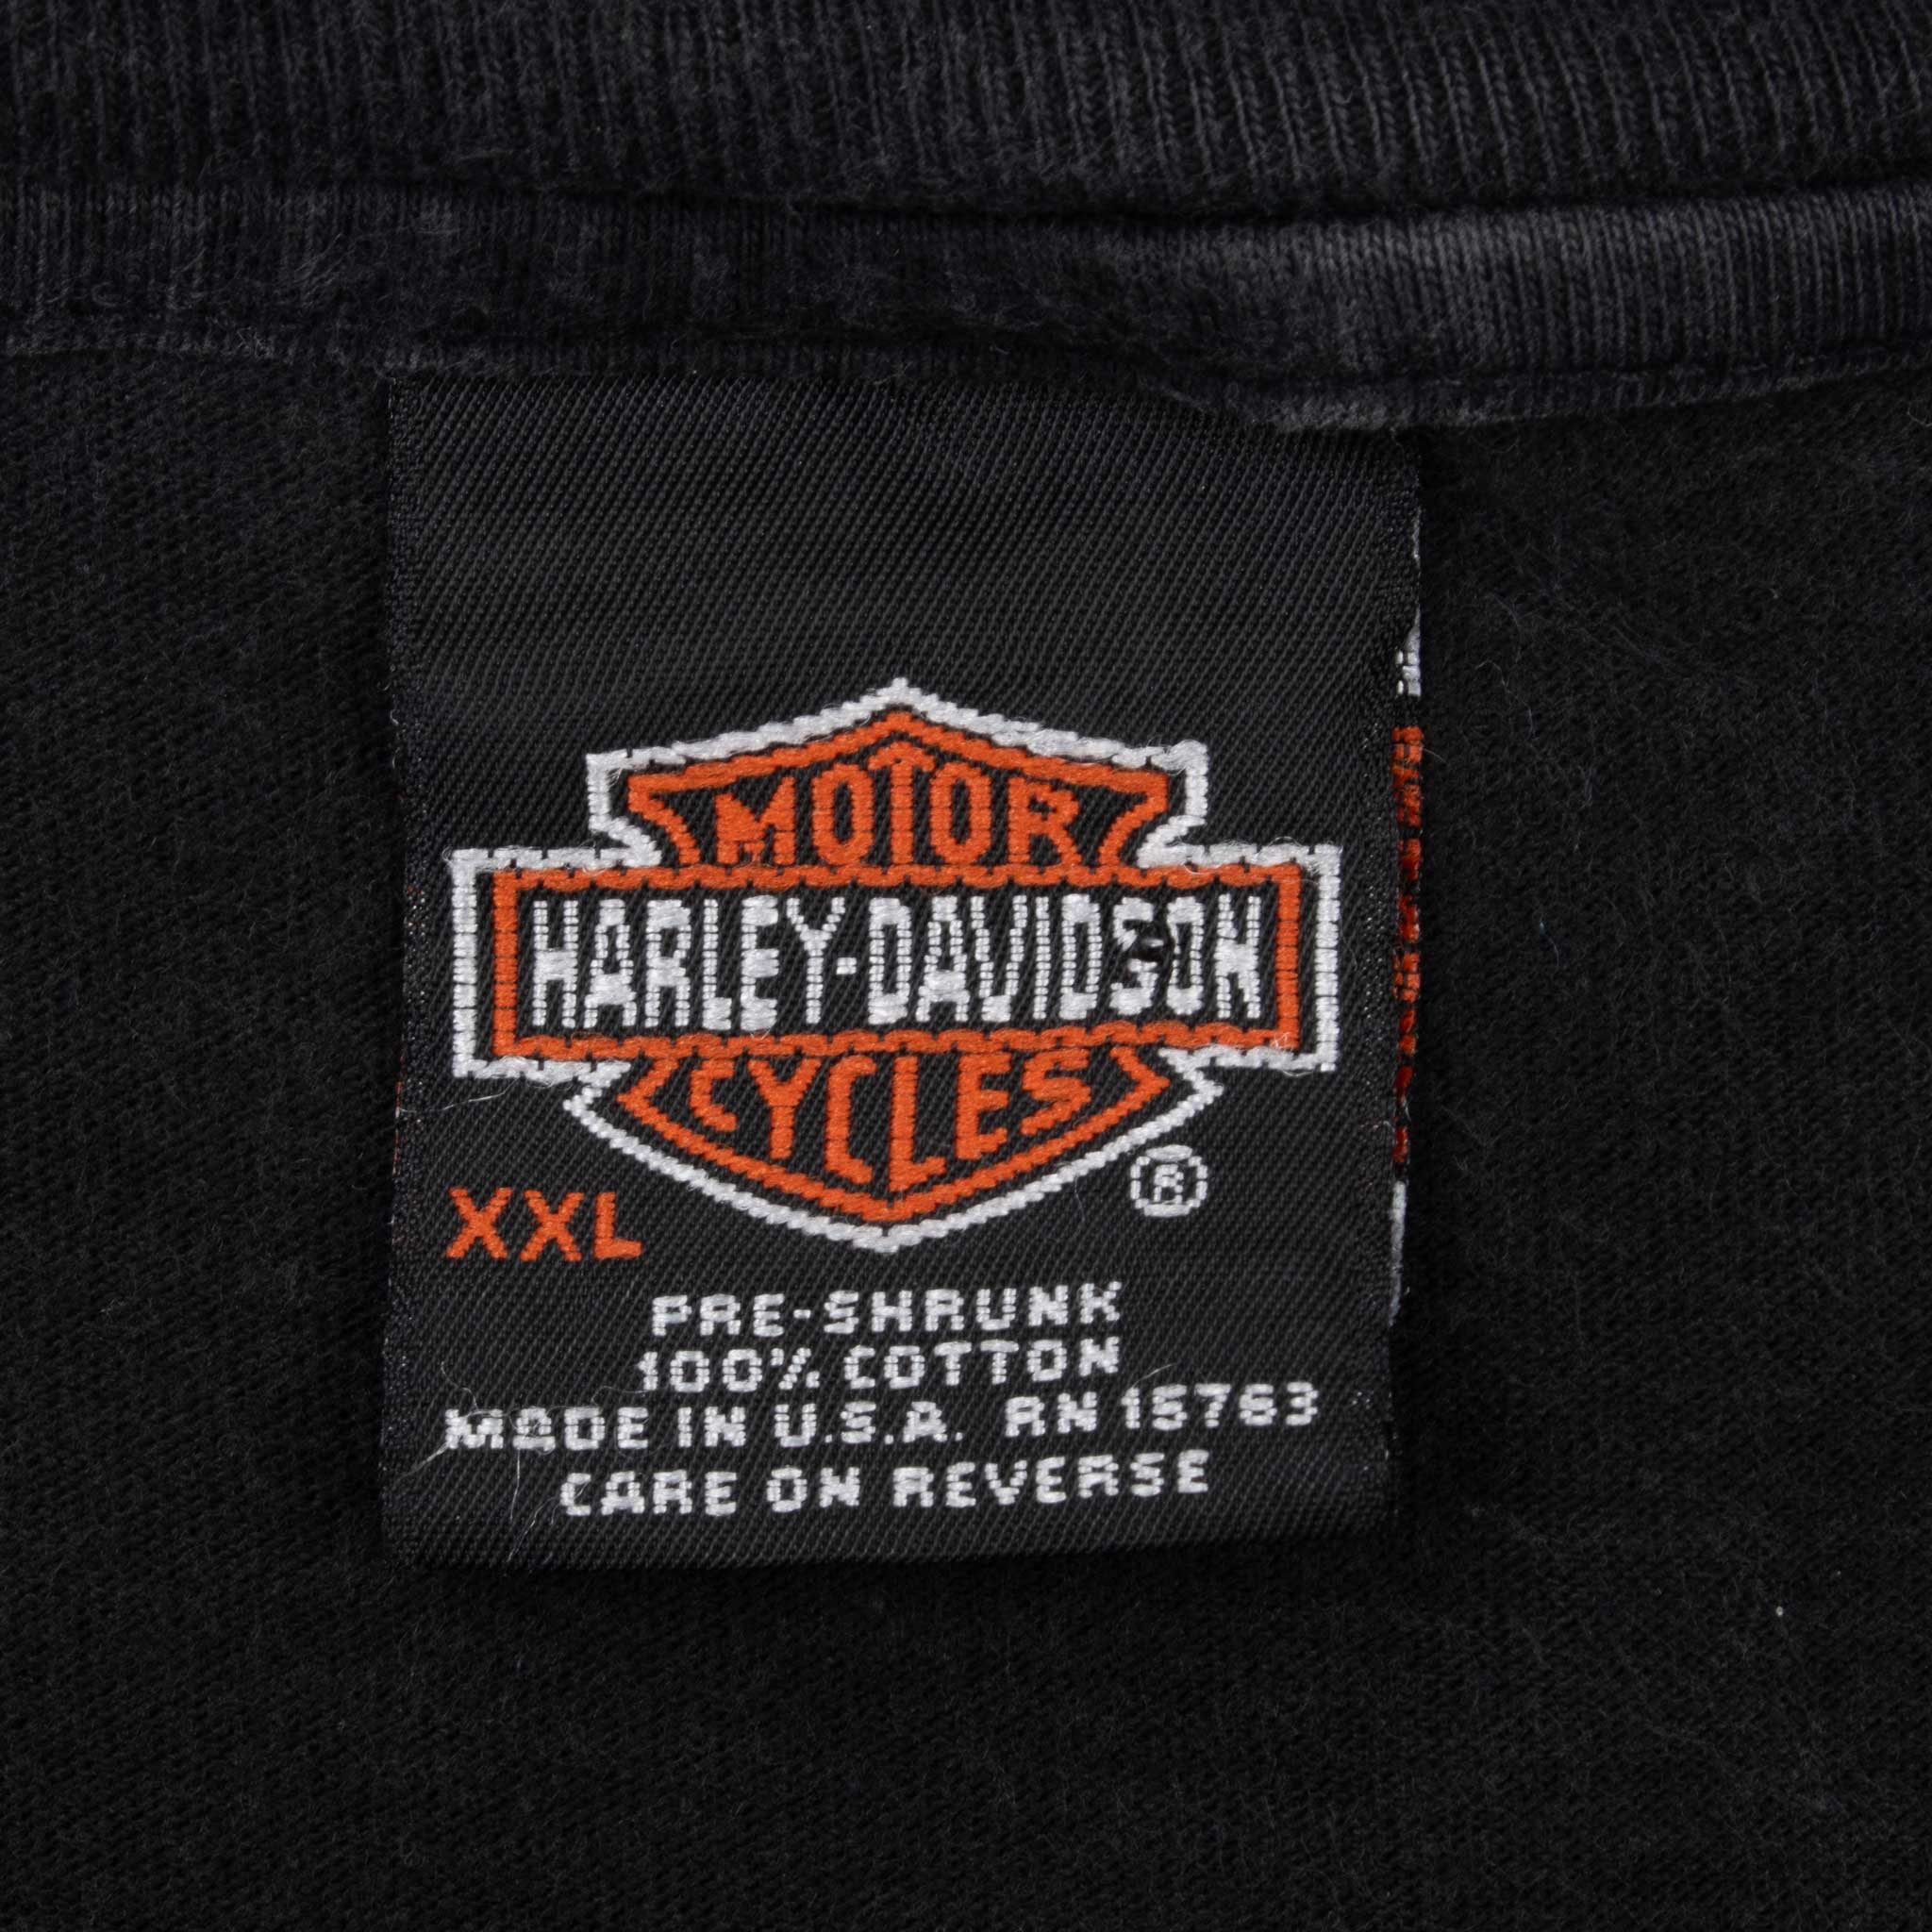 MOTOR
HARLEY-DAVIDSON
CYCLES
®
XXL
PRE-SHRUNK
100% COTTON
MADE IN U.S.A. RN 15763
CARE ON REVERSE